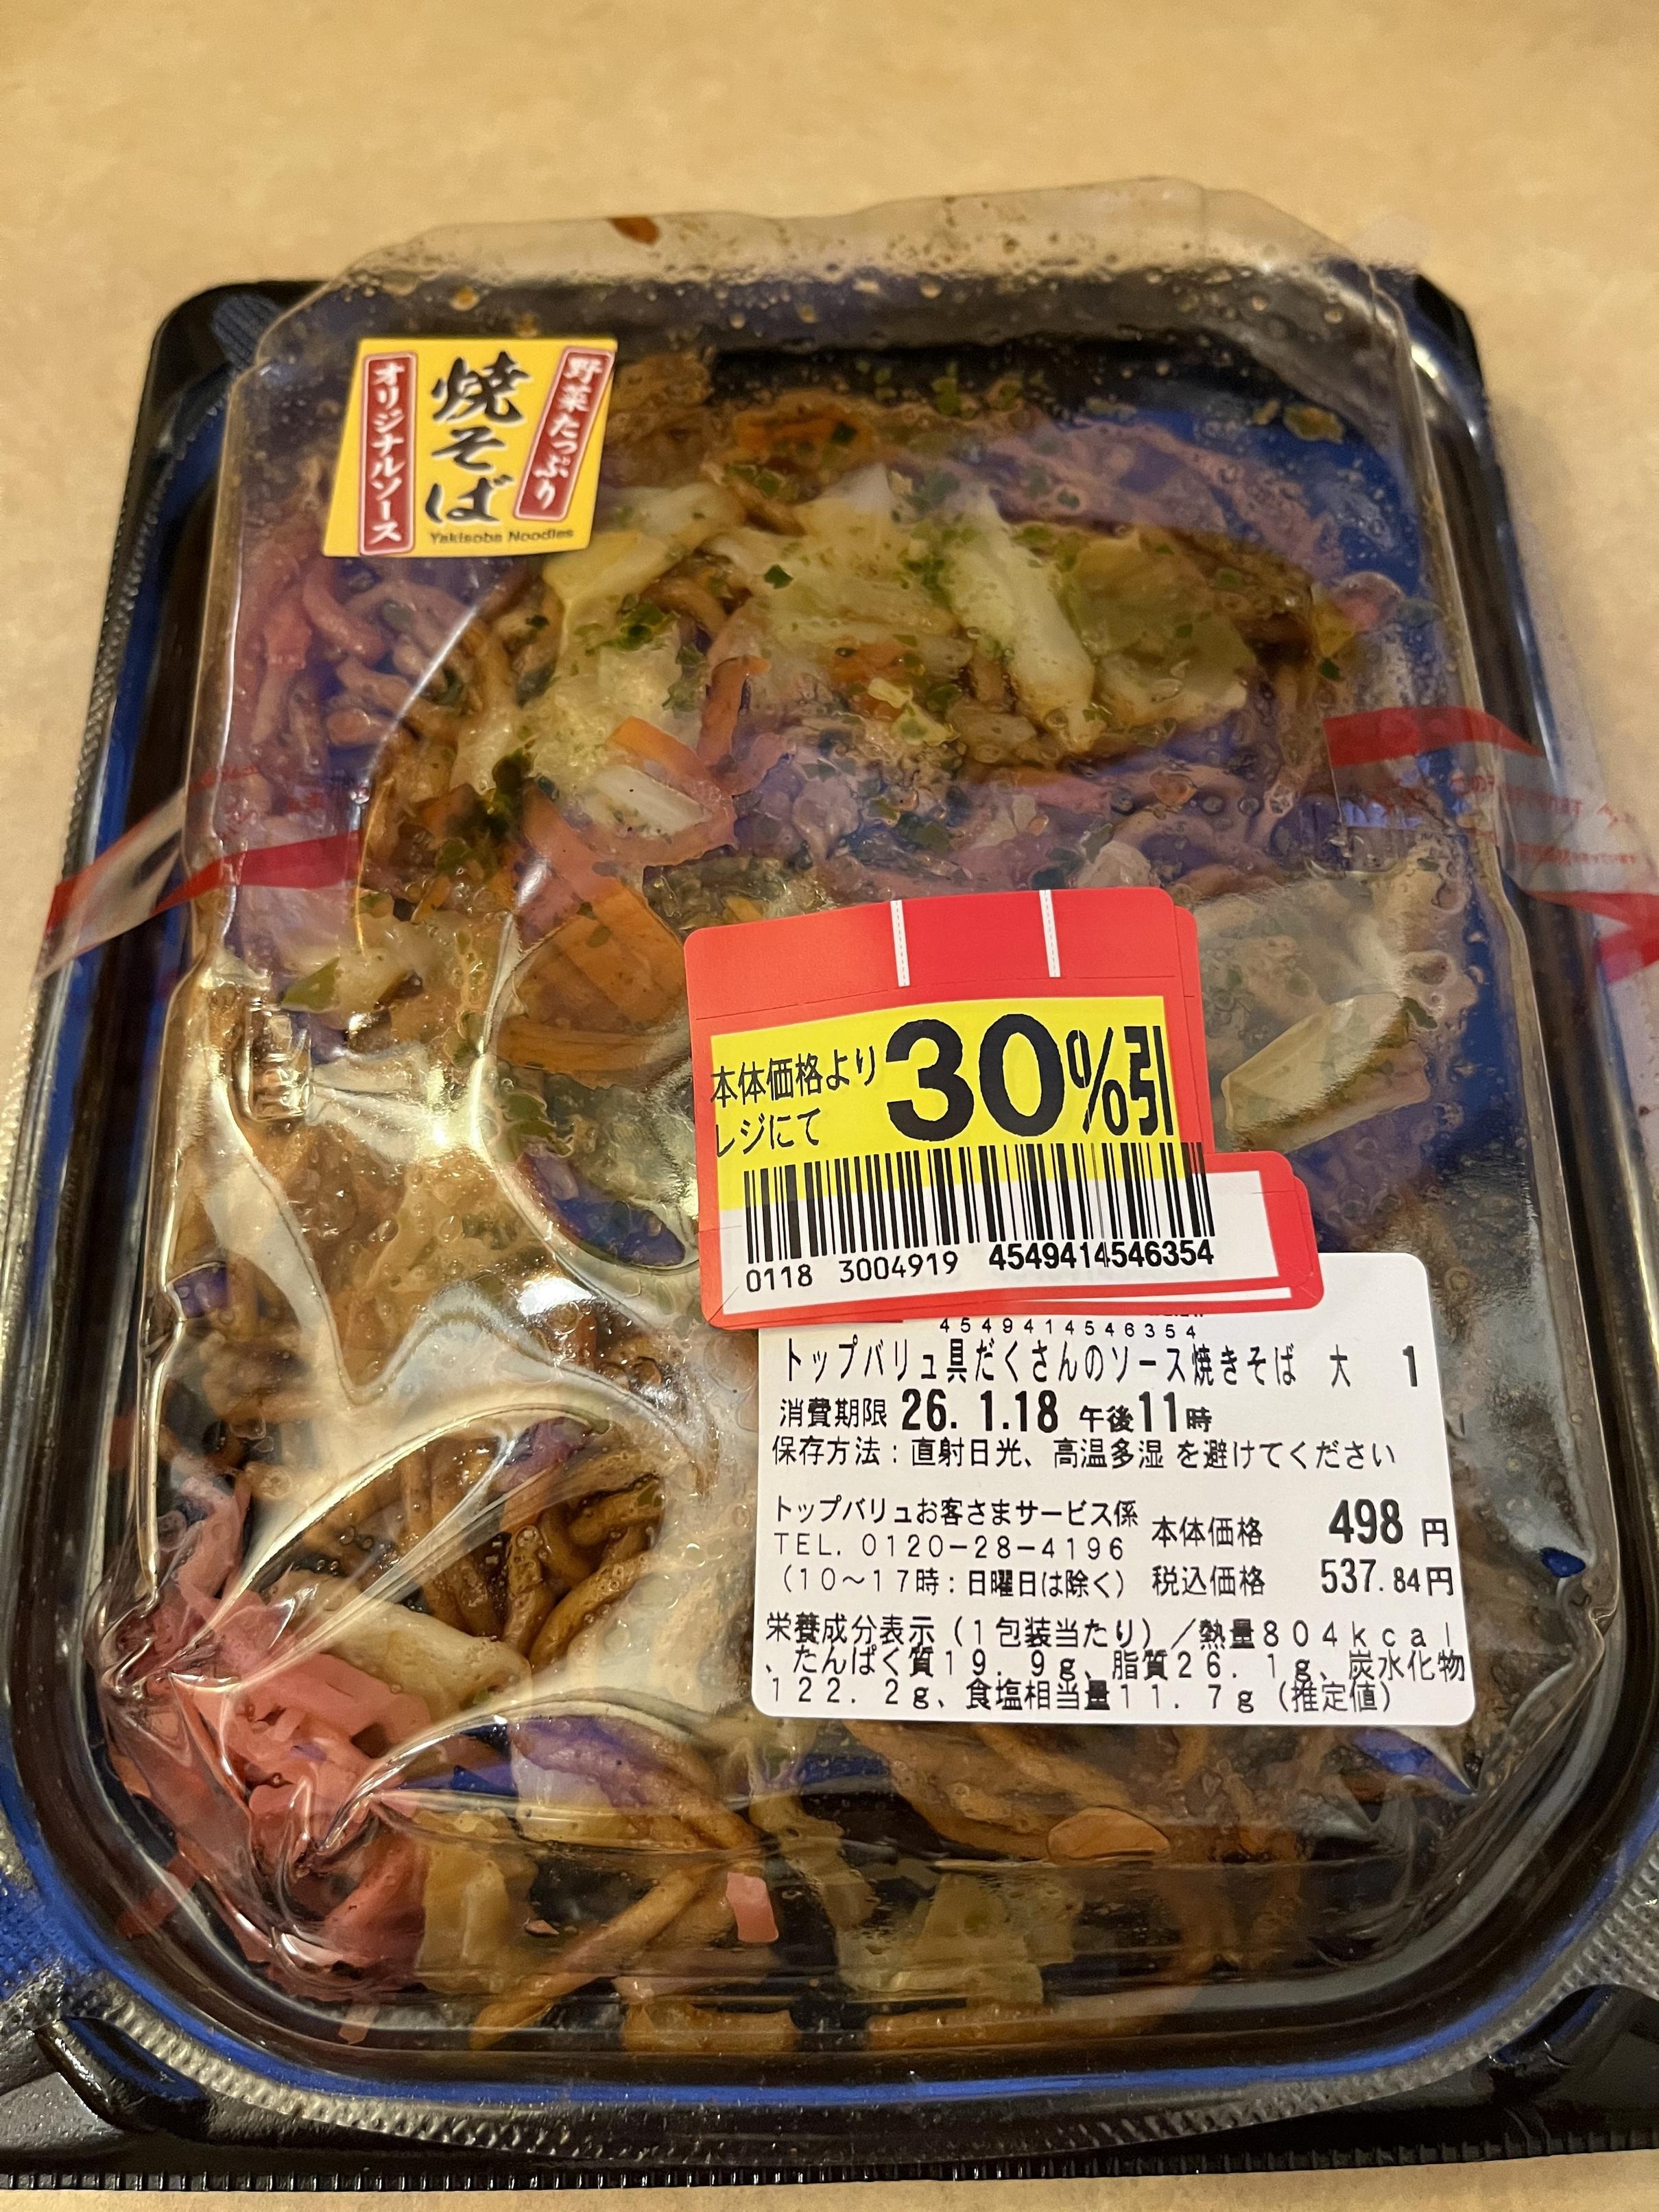 野菜たっぷり
焼そば
オリジナルソース
Yakisoba Noodles
本体価格より
レジにて
30%引
0118 3004919 4549414546354
4549414546354
トップバリュ具だくさんのソース焼きそば 大 1
消費期限 26. 1.18 午後11時
保存方法：直射日光、高温多湿 を避けてください
トップバリュお客さまサービス係
TEL. 0120-28-4196
（10～17時：日曜日は除く）
本体価格 498 円
税込価格 537.84円
栄養成分表示（1包装当たり）／熱量804kcal
、たんぱく質19．9g、脂質26．1g、炭水化物
122．2g、食塩相当量11．7g（推定値）